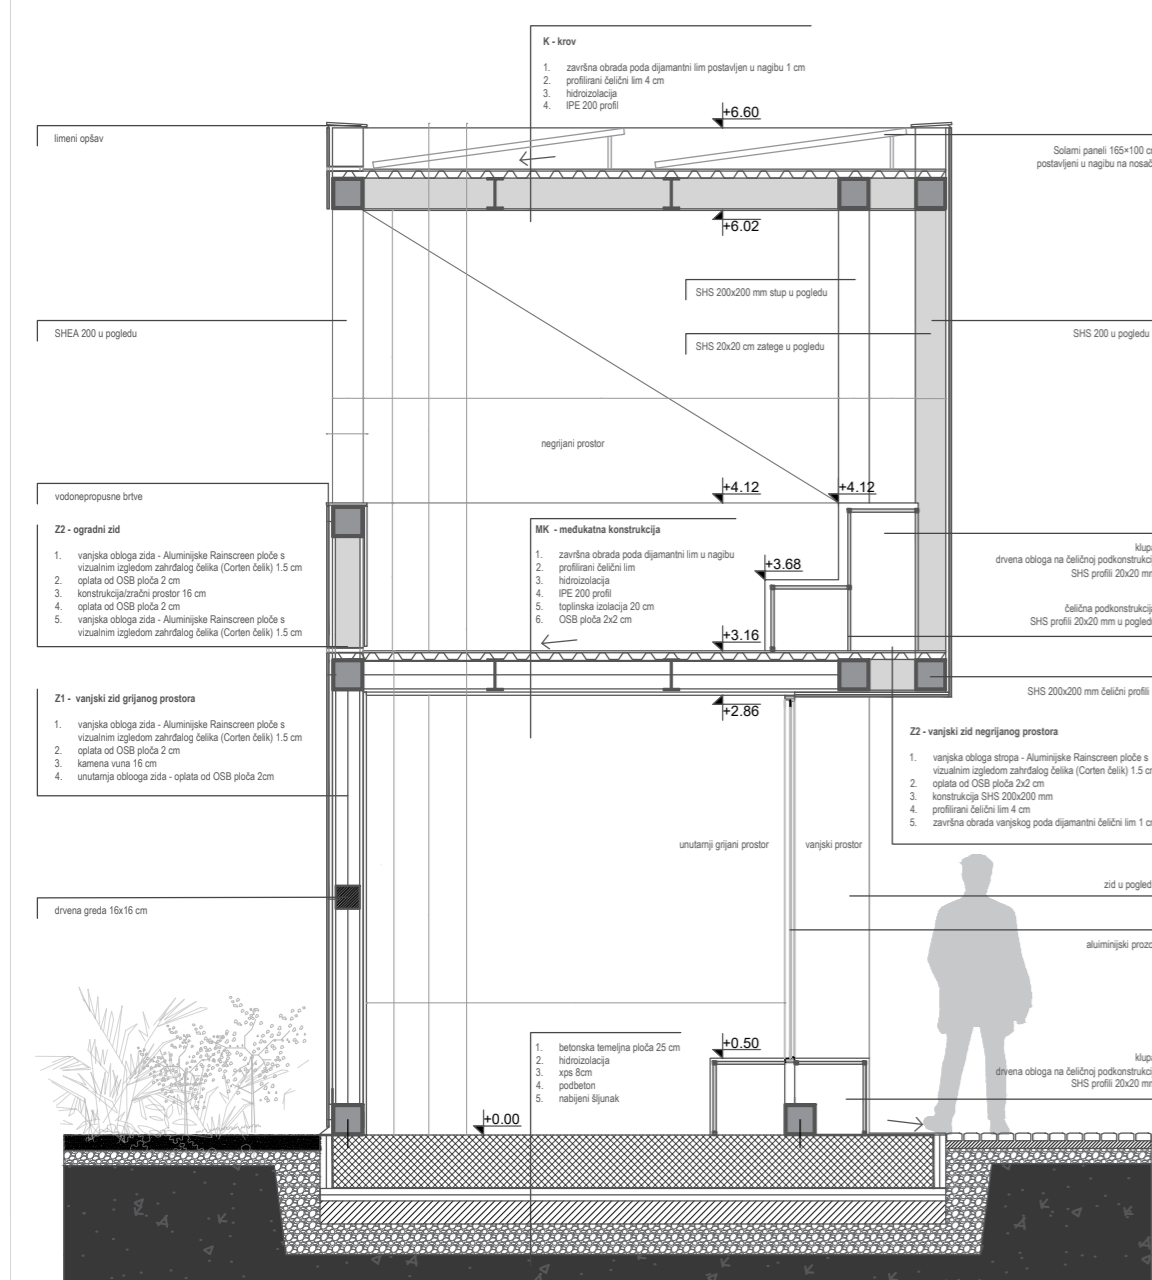 K - krov
1. završna obrada poda dijamantni lim postavljen u nagibu 1 cm
2. profilirani čelični lim 4 cm
3. hidroizolacija
4. IPE 200 profil
+6.60
limeni opšav
Solarni paneli 165×100 cm
postavljeni u nagibu na nosač
+6.02
SHS 200x200 mm stup u pogledu
SHEA 200 u pogledu
SHS 20x20 cm zatege u pogledu
SHS 200 u pogledu
negrijani prostor
+4.12
+4.12
vodonepropusne brtve
Z2 - ogradni zid
1. vanjska obloga zida - Aluminijske Rainscreen ploče s
vizualnim izgledom zahrđalog čelika (Corten čelik) 1.5 cm
2. oplata od OSB ploča 2 cm
3. konstrukcija/zračni prostor 16 cm
4. oplata od OSB ploča 2 cm
5. vanjska obloga zida - Aluminijske Rainscreen ploče s
vizualnim izgledom zahrđalog čelika (Corten čelik) 1.5 cm
MK - međukatna konstrukcija
1. završna obrada poda dijamantni lim u nagibu
2. profilirani čelični lim
3. hidroizolacija
4. IPE 200 profil
5. toplinska izolacija 20 cm
6. OSB ploča 2x2 cm
+3.68
klupa
drvena obloga na čeličnoj podkonstrukci
SHS profili 20x20 mm
čelična podkonstrukcija
SHS profili 20x20 mm u pogledu
+3.16
Z1 - vanjski zid grijanog prostora
1. vanjska obloga zida - Aluminijske Rainscreen ploče s
vizualnim izgledom zahrđalog čelika (Corten čelik) 1.5 cm
2. oplata od OSB ploča 2 cm
3. kamena vuna 16 cm
4. unutarnja oblooga zida - oplata od OSB ploča 2cm
+2.86
SHS 200x200 mm čelični profili
Z2 - vanjski zid negrijanog prostora
1. vanjska obloga stropa - Aluminijske Rainscreen ploče s
vizualnim izgledom zahrđalog čelika (Corten čelik) 1.5 cm
2. oplata od OSB ploča 2x2 cm
3. konstrukcija SHS 200x200 mm
4. profilirani čelični lim 4 cm
5. završna obrada vanjskog poda dijamantni čelični lim 1 cm
unutarnji grijani prostor
vanjski prostor
zid u pogled
drvena greda 16x16 cm
aluiminijski prozo
1. betonska temeljna ploča 25 cm
2. hidroizolacija
3. xps 8cm
4. podbeton
5. nabijeni šljunak
+0.50
klupa
drvena obloga na čeličnoj podkonstrukci
SHS profili 20x20 mm
+0.00